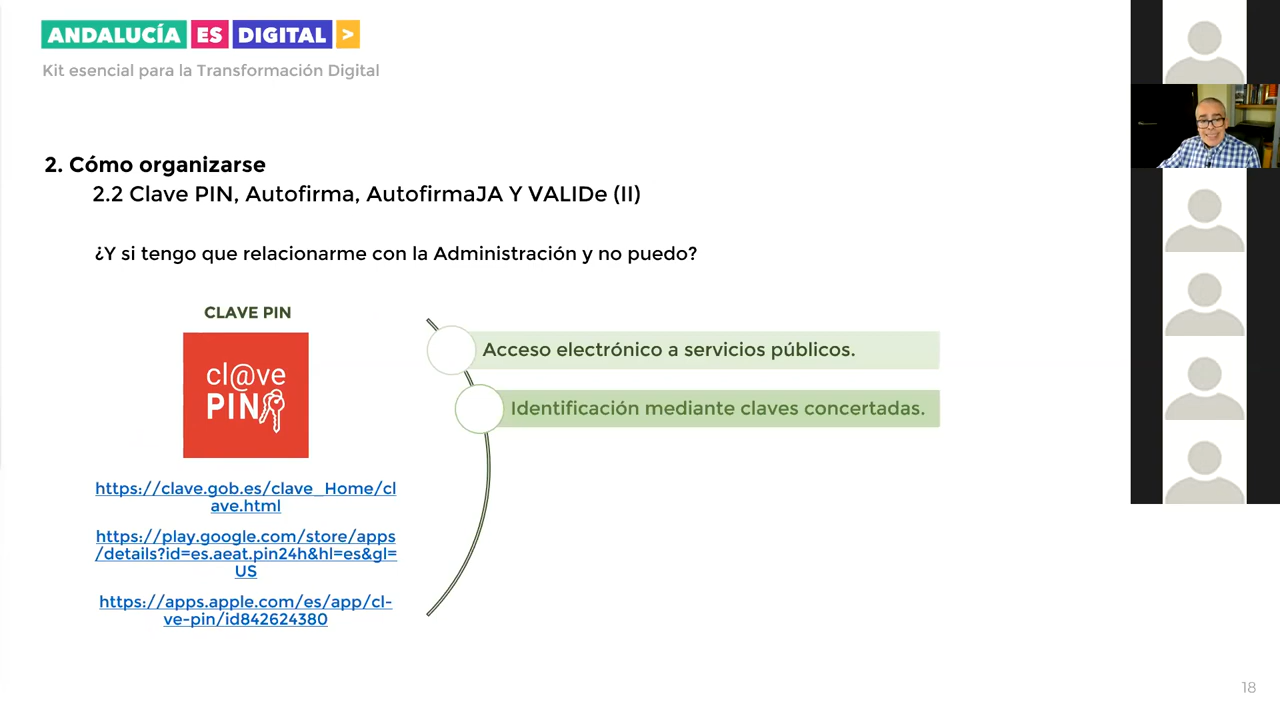 ANDALUCÍA ES DIGITAL >
Kit esencial para la Transformación Digital
2. Cómo organizarse
2.2 Clave PIN, Autofirma, AutofirmaJA Y VALIDe (II)
¿Y si tengo que relacionarme con la Administración y no puedo?
CLAVE PIN
cl@ve
PIN
Acceso electrónico a servicios públicos.
Identificación mediante claves concertadas.
https://clave.gob.es/clave_Home/cl
ave.html
https://play.google.com/store/apps
/details?id=es.aeat.pin24h&hl=es&gl=
US
https://apps.apple.com/es/app/cl-
ve-pin/id842624380
18